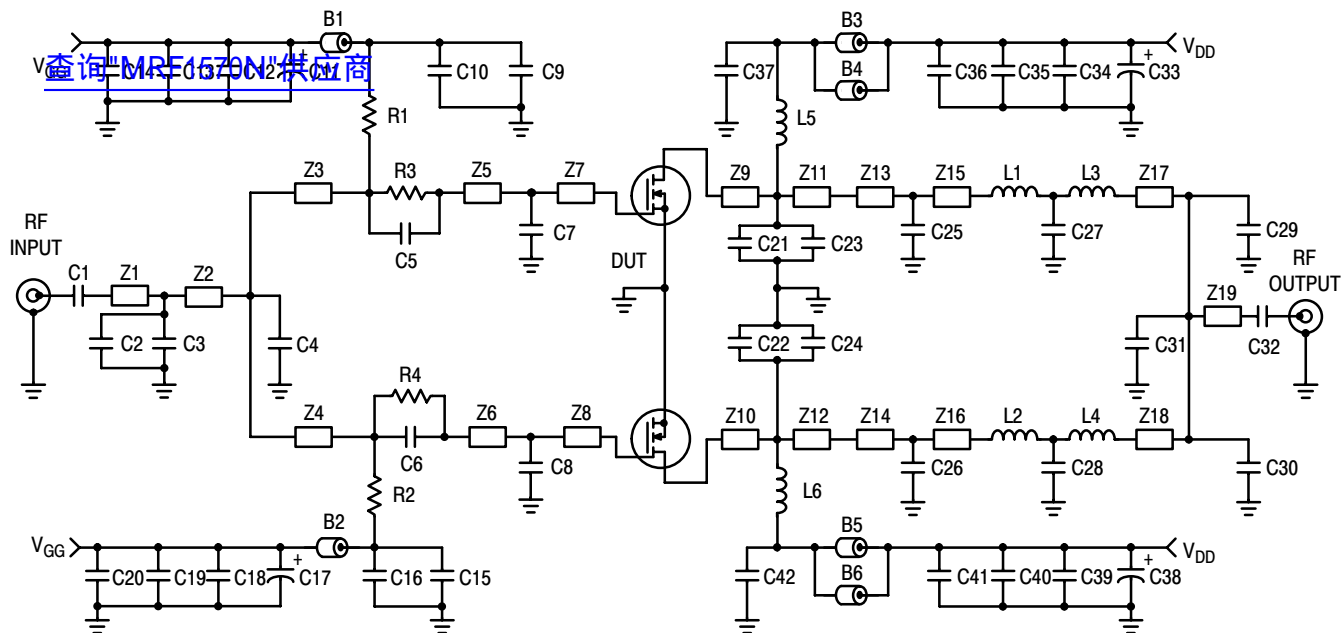 B1
B3
V_DD
C10
C9
C37
B4
C36
C35
C34
C33
+
查询"MRF1570N"供应商
R1
L5
Z3
R3
Z5
Z7
Z9
Z11
Z13
Z15
L1
L3
Z17
C5
C7
C21
C23
C25
C27
C29
RF
INPUT
C1
Z1
Z2
DUT
RF
OUTPUT
Z19
C2
C3
C4
C22
C24
C31
C32
R4
Z4
C6
Z6
Z8
Z10
Z12
Z14
Z16
L2
L4
Z18
C8
C26
C28
C30
R2
L6
V_GG
B2
B5
V_DD
+
+
C20
C19
C18
C17
C16
C15
C42
B6
C41
C40
C39
C38